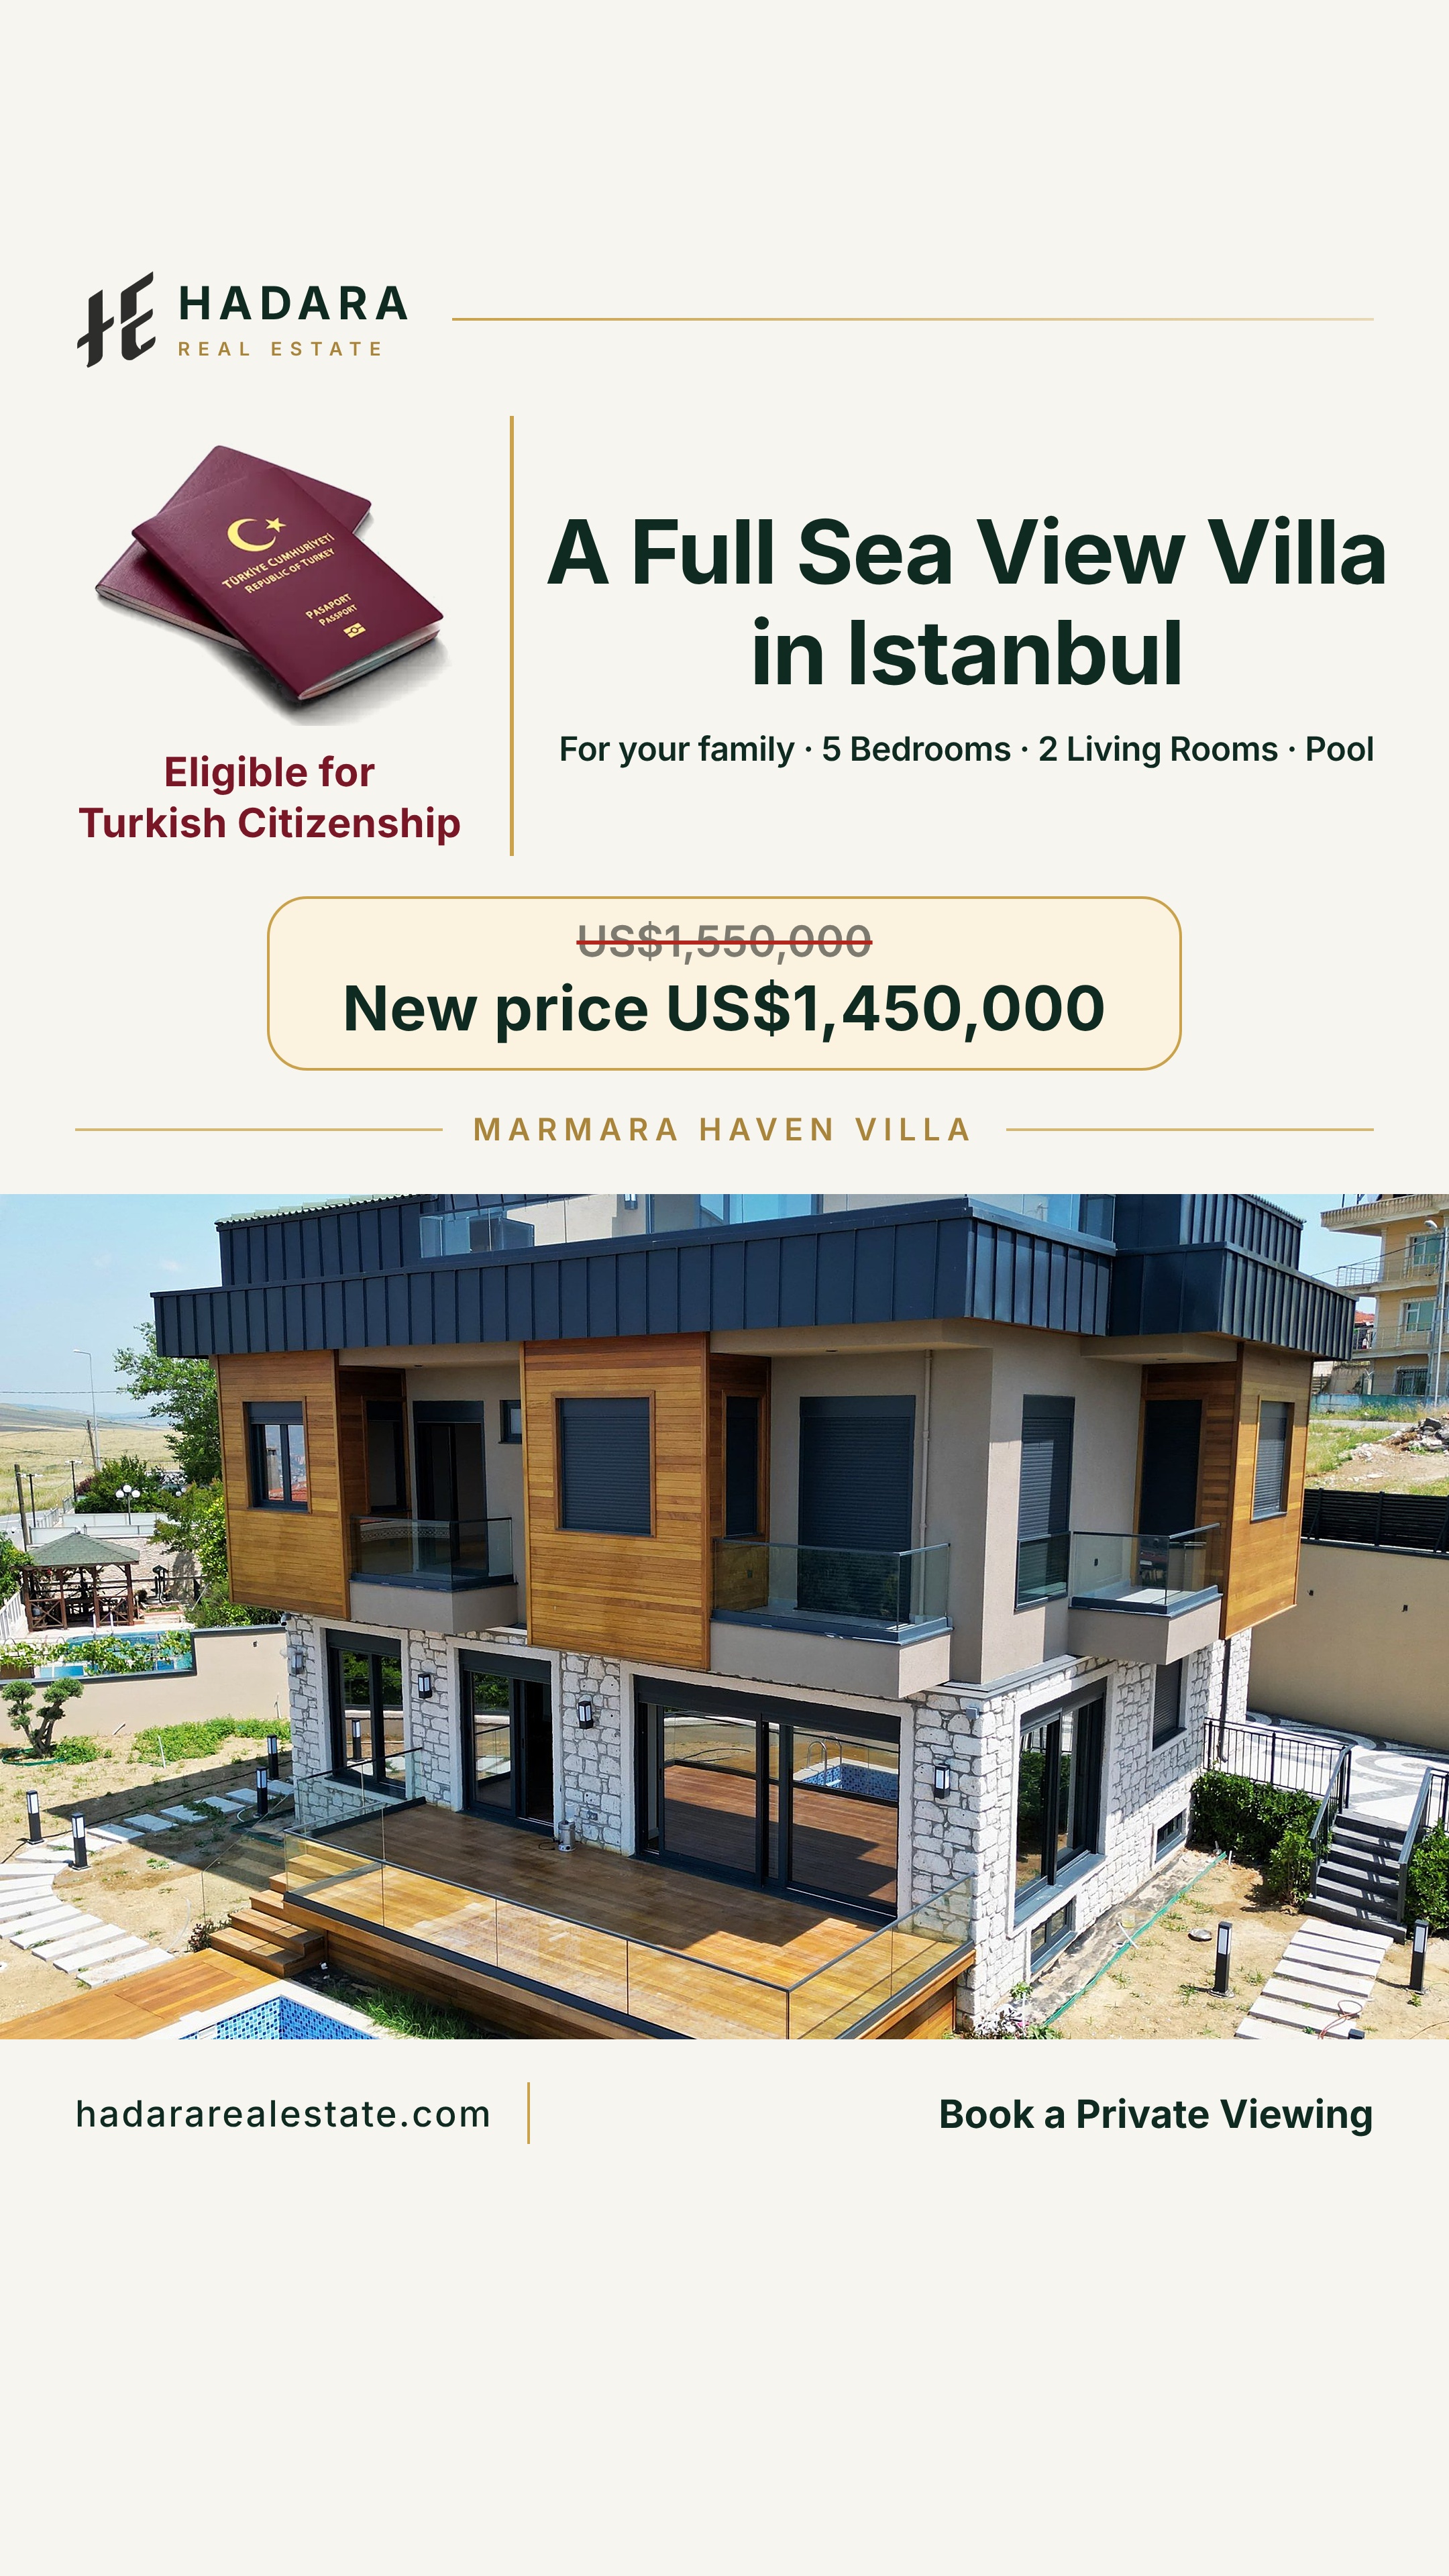 HADARA
REAL ESTATE
TÜRKİYE CUMHURİYETİ
REPUBLIC OF TURKEY
PASAPORT
PASSPORT
Eligible for
Turkish Citizenship
A Full Sea View Villa
in Istanbul
For your family · 5 Bedrooms · 2 Living Rooms · Pool
US$1,550,000
New price US$1,450,000
MARMARA HAVEN VILLA
hadararealestate.com
Book a Private Viewing